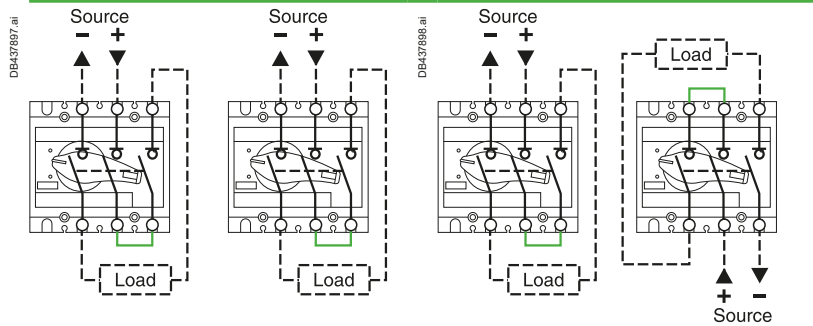 DB437897.ai
Source
– +
Load
Source
– +
Load
DB437898.ai
Source
– +
Load
Load
+ –
Source